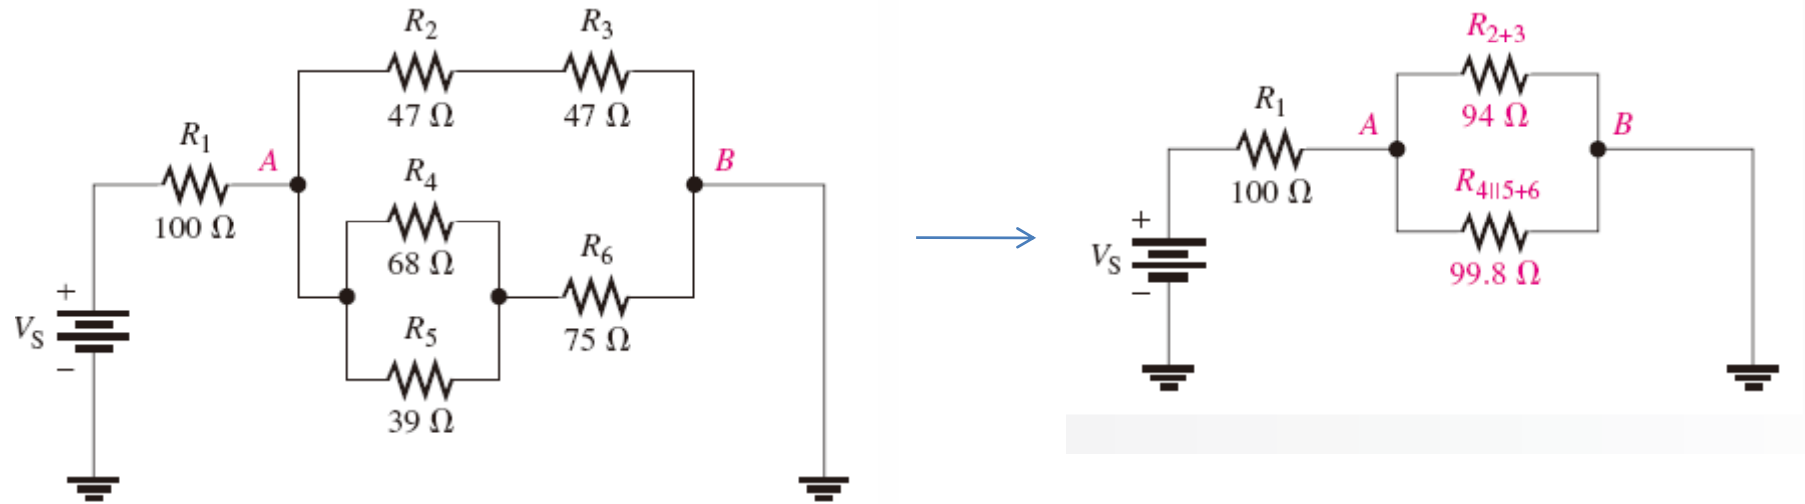 R2
47 Ω
R3
47 Ω
R1
100 Ω
A
R4
68 Ω
R5
39 Ω
R6
75 Ω
B
+
VS
−
R2+3
94 Ω
R1
100 Ω
A
B
R4||5+6
99.8 Ω
+
VS
−